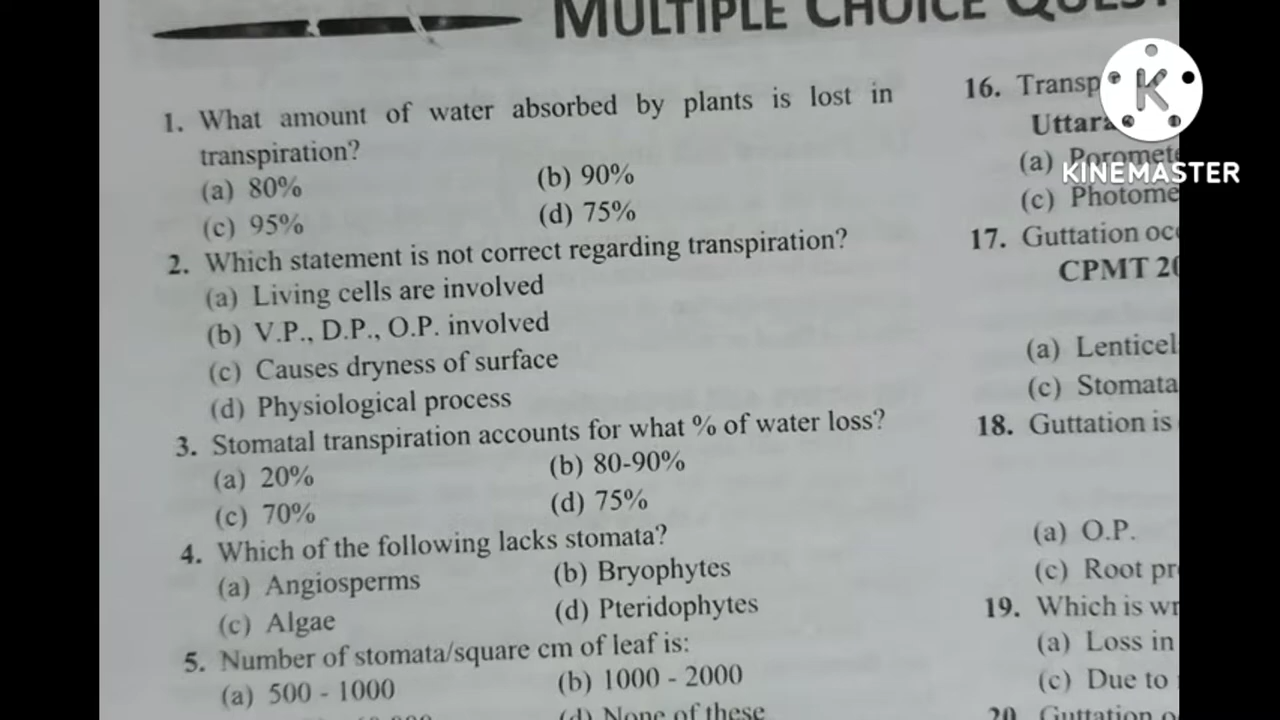 MULTIPLE CHOICE
1. What amount of water absorbed by plants is lost in
transpiration?
(a) 80% (b) 90%
(c) 95% (d) 75%
2. Which statement is not correct regarding transpiration?
(a) Living cells are involved
(b) V.P., D.P., O.P. involved
(c) Causes dryness of surface
(d) Physiological process
3. Stomatal transpiration accounts for what % of water loss?
(a) 20% (b) 80-90%
(c) 70% (d) 75%
4. Which of the following lacks stomata?
(a) Angiosperms (b) Bryophytes
(c) Algae (d) Pteridophytes
5. Number of stomata/square cm of leaf is:
(a) 500 - 1000 (b) 1000 - 2000
(d) None of these
16.
(a)
(c)
17. Guttation
CPMT
(a) Lenticel
(c) Stomata
18. Guttation is
(a) O.P.
(c) Root
19. Which is
(a) Loss in
(c) Due to
20. Guttation
K
KINEMASTER